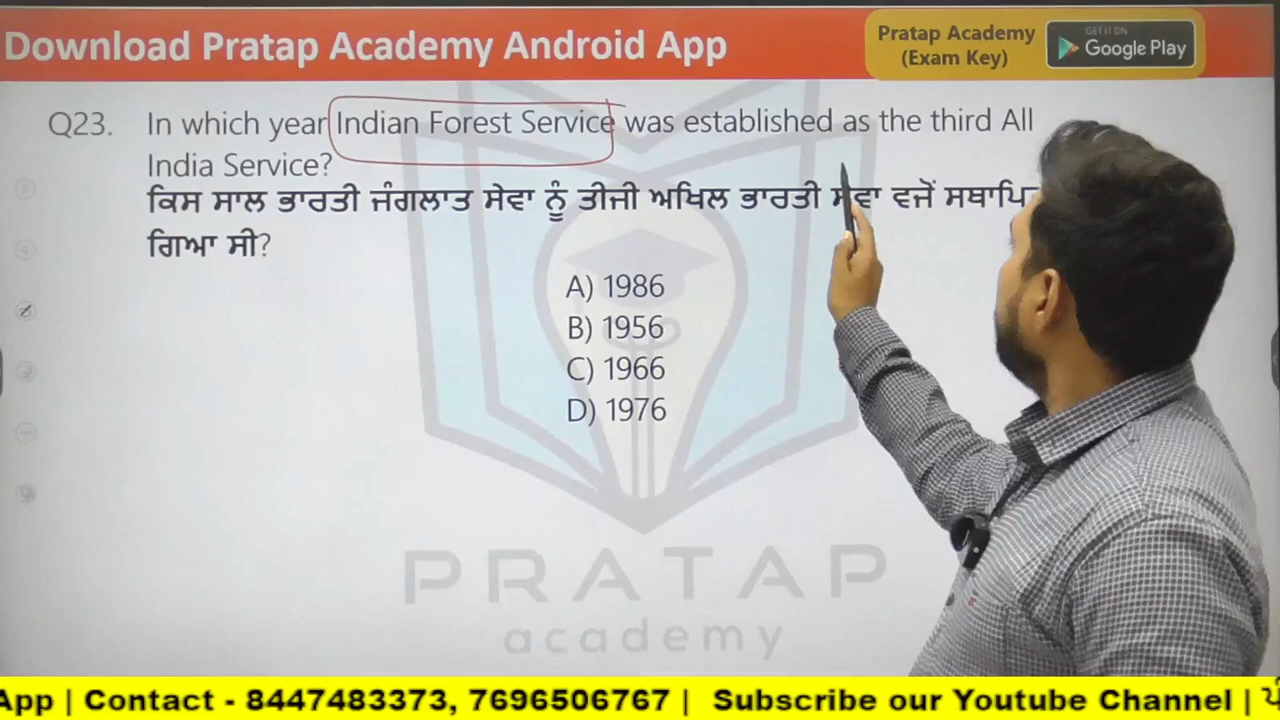 Download Pratap Academy Android App
Pratap Academy
(Exam Key)
GET IT ON
Google Play
Q23. In which year Indian Forest Service was established as the third All
India Service?
ਕਿਸ ਸਾਲ ਭਾਰਤੀ ਜੰਗਲਾਤ ਸੇਵਾ ਨੂੰ ਤੀਜੀ ਅਖਿਲ ਭਾਰਤੀ ਸੇਵਾ ਵਜੋਂ
ਗਿਆ ਸੀ?
A) 1986
B) 1956
C) 1966
D) 1976
PRATAP
academy
App | Contact - 8447483373, 7696506767 | Subscribe our Youtube Channel |